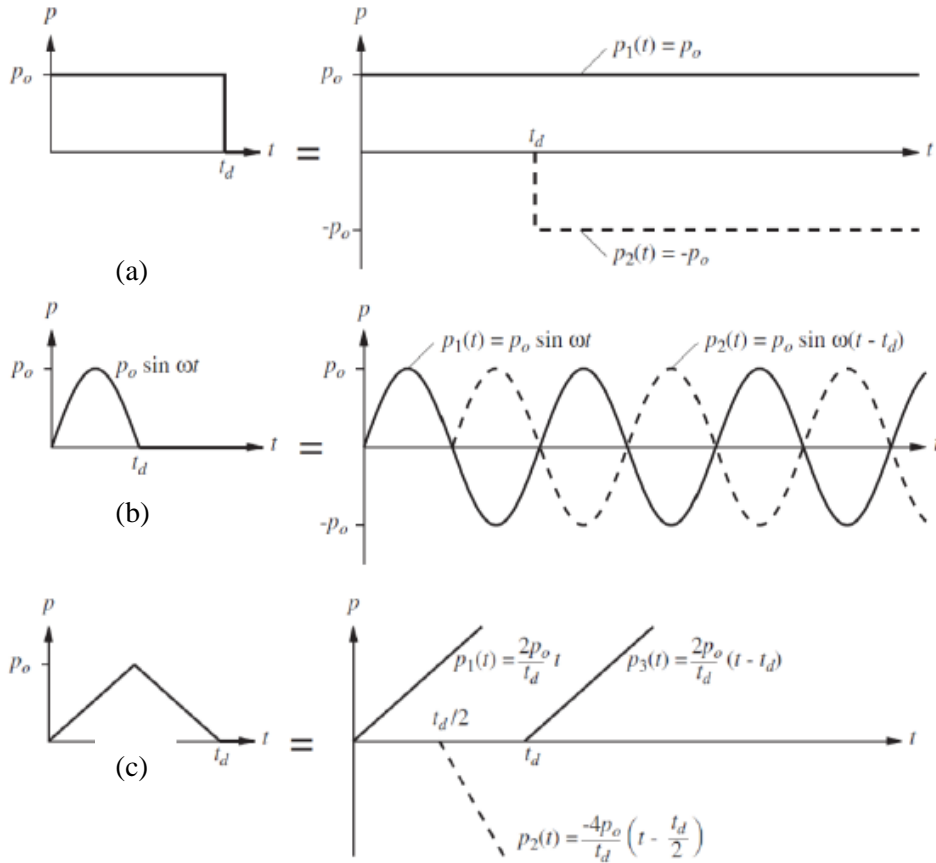 p
p_o
t_d
t
=
p
p_o
p_1(t) = p_o
t_d
t
-p_o
p_2(t) = -p_o
(a)
p
p_o
p_o sin ωt
t_d
t
=
p
p_1(t) = p_o sin ωt
p_2(t) = p_o sin ω(t - t_d)
p_o
t
-p_o
(b)
p
p_o
t_d
t
=
p
p_1(t) = 2p_o/t_d t
p_3(t) = 2p_o/t_d (t - t_d)
t_d/2
t_d
t
p_2(t) = -4p_o/t_d (t - t_d/2)
(c)